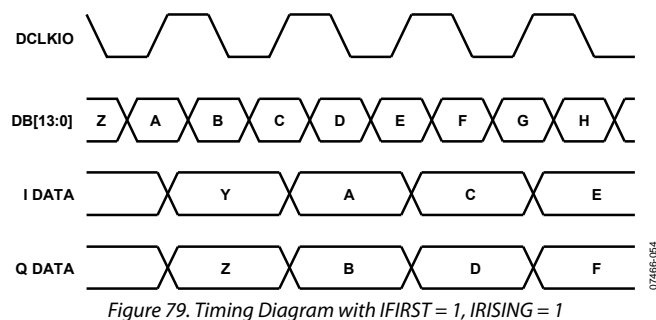 DCLKIO
DB[13:0] Z A B C D E F G H
I DATA Y A C E
Q DATA Z B D F
07466-054
Figure 79. Timing Diagram with IFIRST = 1, IRISING = 1